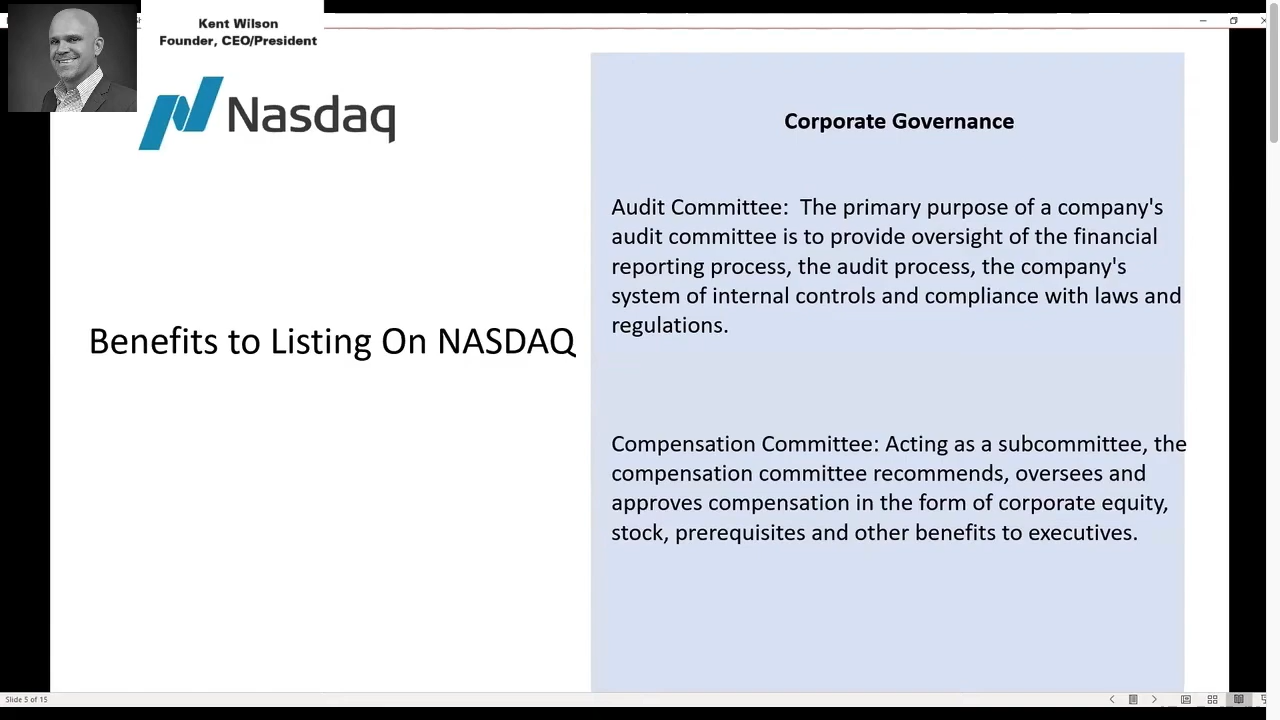 Kent Wilson
Founder, CEO/President
Nasdaq
Benefits to Listing On NASDAQ
Corporate Governance
Audit Committee:  The primary purpose of a company's
audit committee is to provide oversight of the financial
reporting process, the audit process, the company's
system of internal controls and compliance with laws and
regulations.
Compensation Committee: Acting as a subcommittee, the
compensation committee recommends, oversees and
approves compensation in the form of corporate equity,
stock, prerequisites and other benefits to executives.
Slide 5 of 15